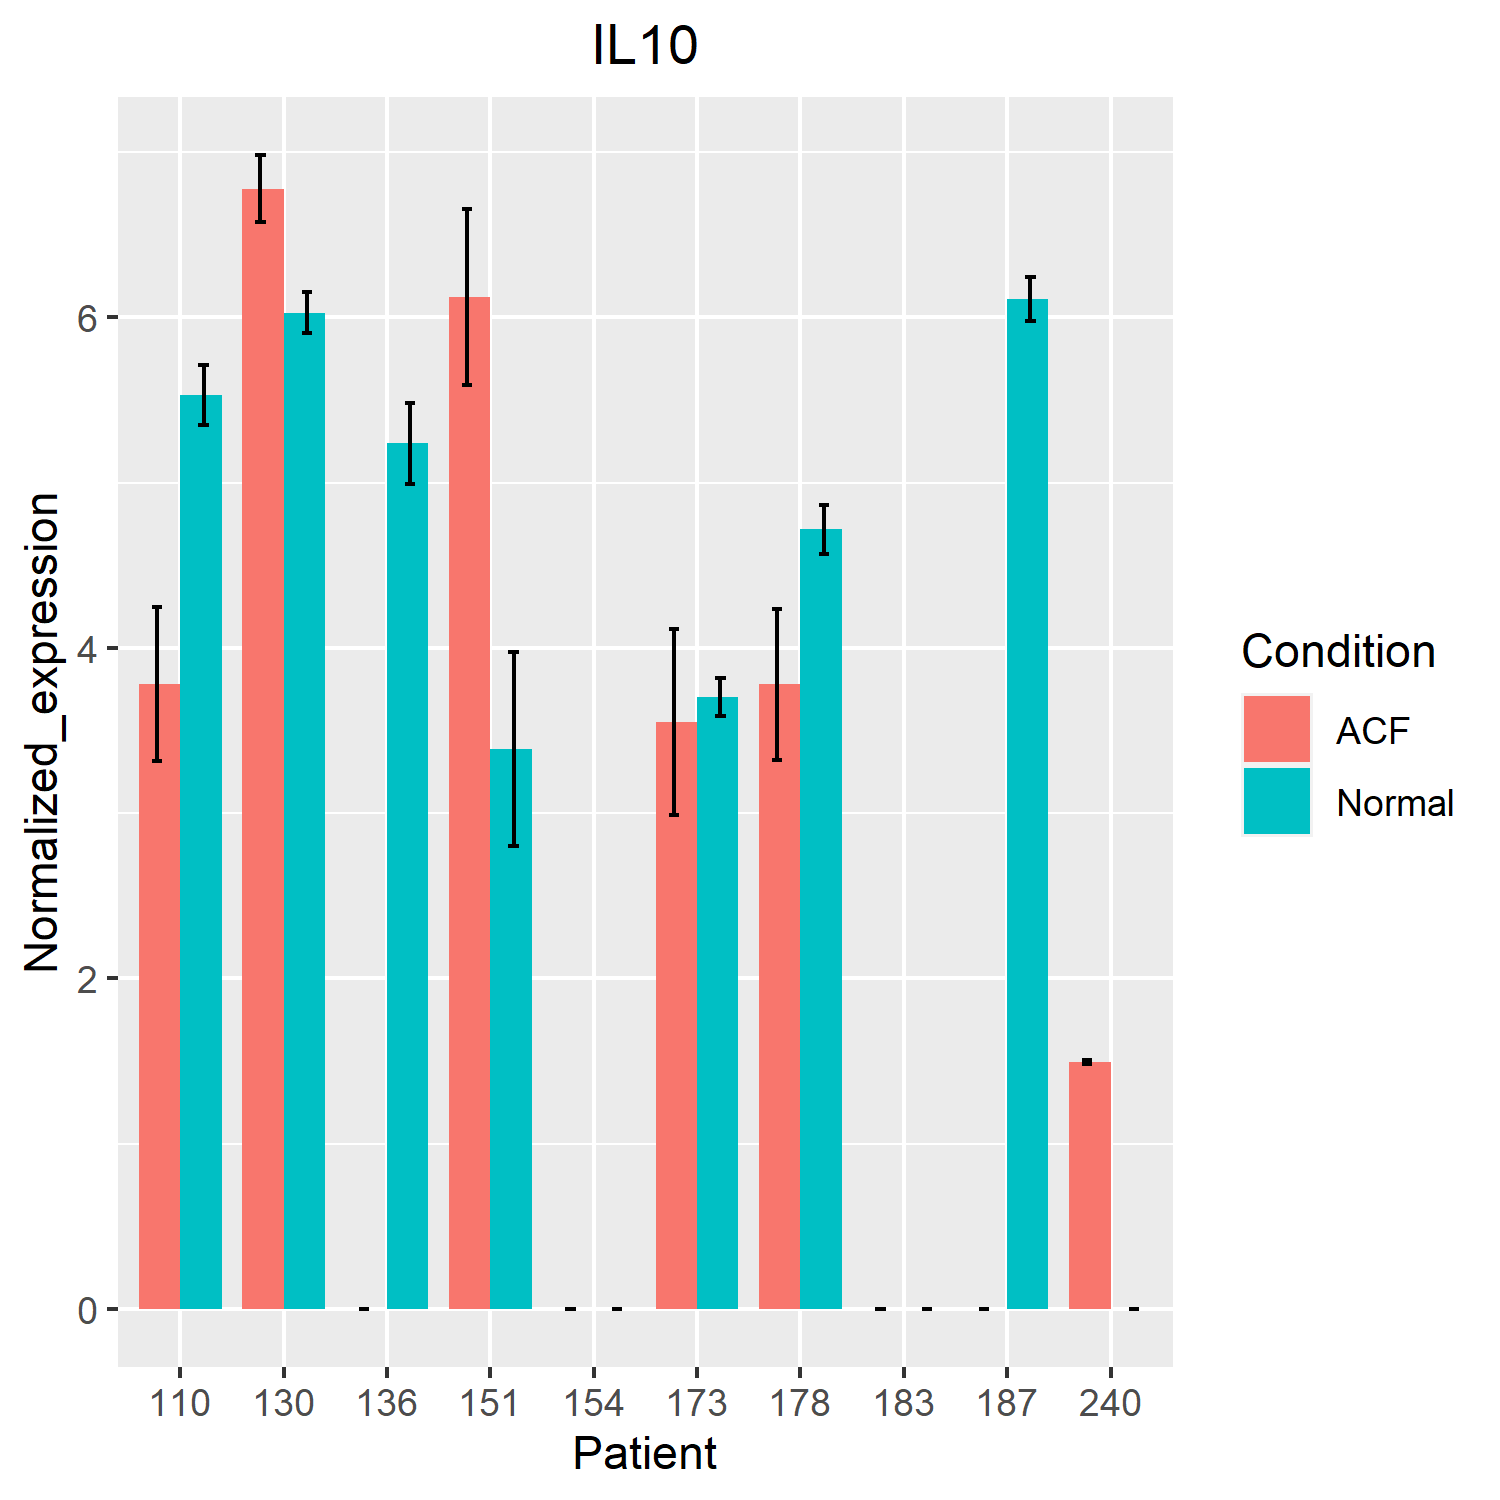 IL10
Normalized_expression
6
4
2
0
110 130 136 151 154 173 178 183 187 240
Patient
Condition
ACF
Normal